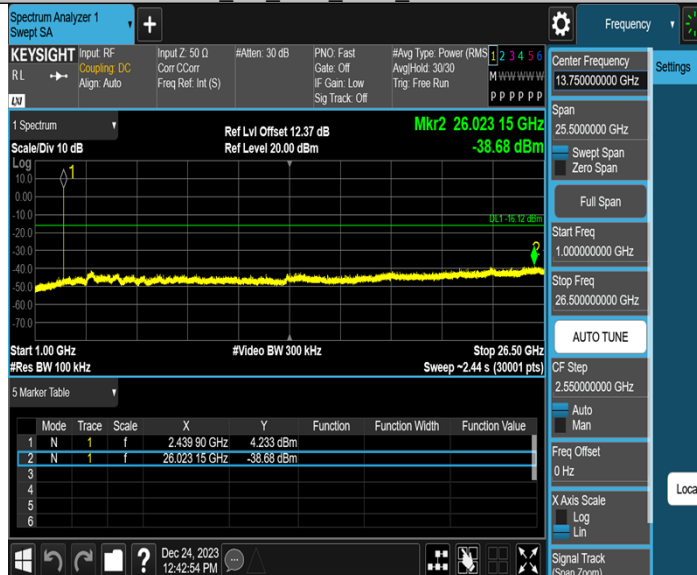 Spectrum Analyzer 1
Swept SA
Frequency
KEYSIGHT
RL
LXI
Input: RF
Coupling: DC
Align: Auto
Input Z: 50 Ω
Corr CCorr
Freq Ref: Int (S)
#Atten: 30 dB
PNO: Fast
Gate: Off
IF Gain: Low
Sig Track: Off
#Avg Type: Power (RMS
Avg|Hold: 30/30
Trig: Free Run
1 2 3 4 5 6
M W W W W W
P P P P P P
1 Spectrum
Scale/Div 10 dB
Ref Lvl Offset 12.37 dB
Ref Level 20.00 dBm
Mkr2 26.023 15 GHz
-38.68 dBm
Log
10.0
0.00
-10.0
-20.0
-30.0
-40.0
-50.0
-60.0
-70.0
1
DL1 -16.12 dBm
2
Start 1.00 GHz
#Res BW 100 kHz
#Video BW 300 kHz
Stop 26.50 GHz
Sweep ~2.44 s (30001 pts)
5 Marker Table
Mode Trace Scale X Y Function Function Width Function Value
1 N 1 f 2.439 90 GHz 4.233 dBm
2 N 1 f 26.023 15 GHz -38.68 dBm
3
4
5
6
?
Dec 24, 2023
12:42:54 PM
Center Frequency
13.750000000 GHz
Settings
Span
25.5000000 GHz
Swept Span
Zero Span
Full Span
Start Freq
1.000000000 GHz
Stop Freq
26.500000000 GHz
AUTO TUNE
CF Step
2.550000000 GHz
Auto
Man
Freq Offset
0 Hz
X Axis Scale
Log
Lin
Loca
Signal Track
(Span Zoom)